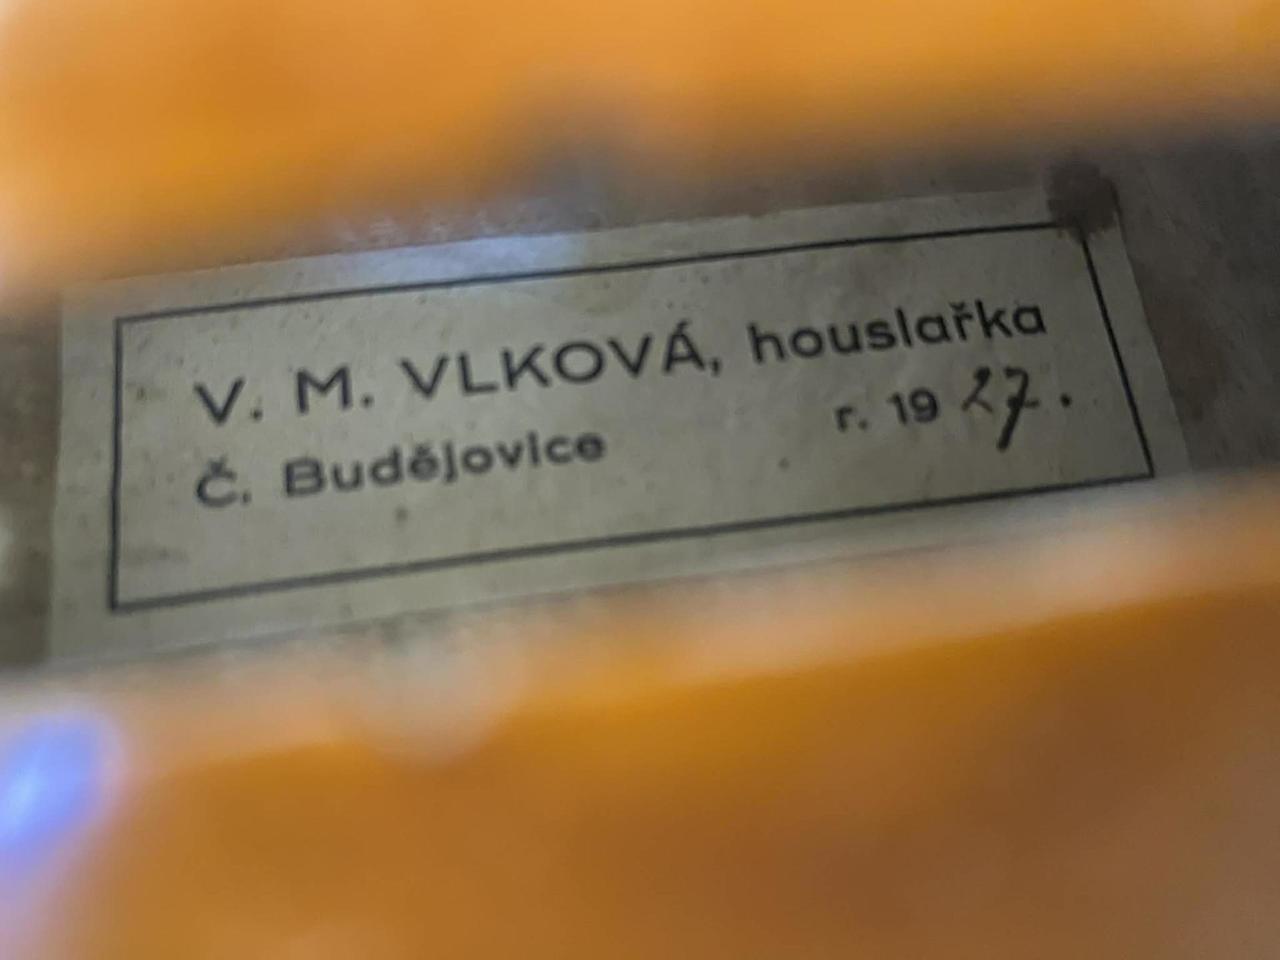 V. M. VLKOVÁ, houslařka
Č. Budějovice r. 1927.